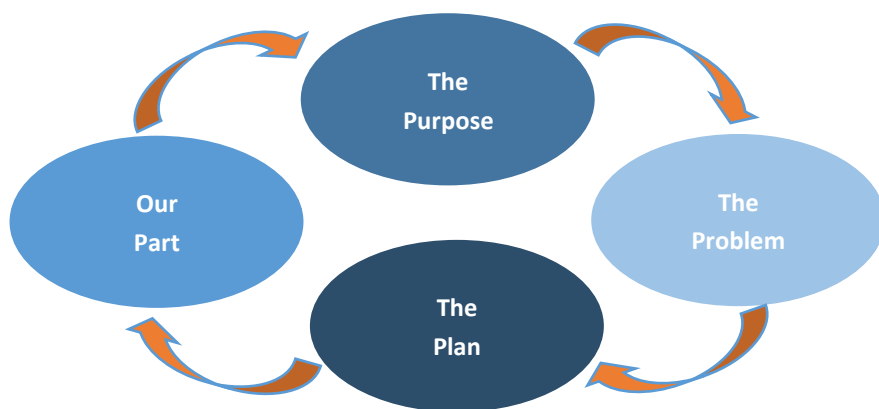 The
Purpose
The
Problem
The
Plan
Our
Part